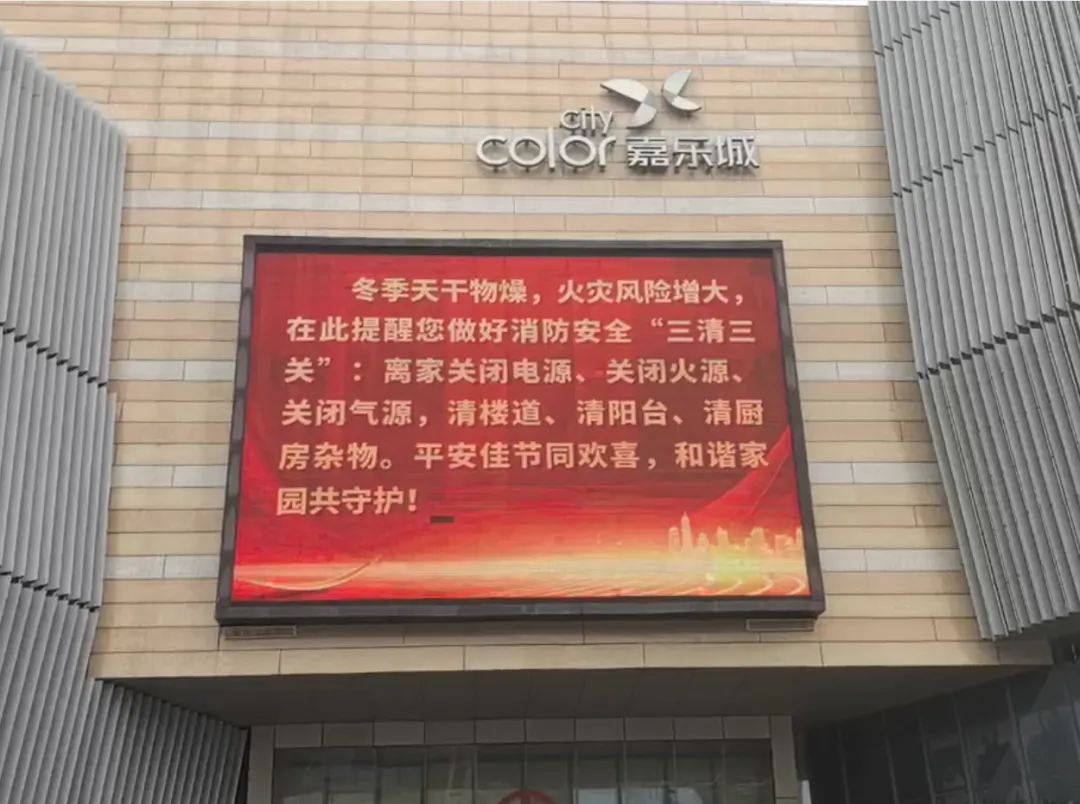 city
color 嘉乐城
冬季天干物燥，火灾风险增大，
在此提醒您做好消防安全“三清三
关”：离家关闭电源、关闭火源、
关闭气源，清楼道、清阳台、清厨
房杂物。平安佳节同欢喜，和谐家
园共守护！